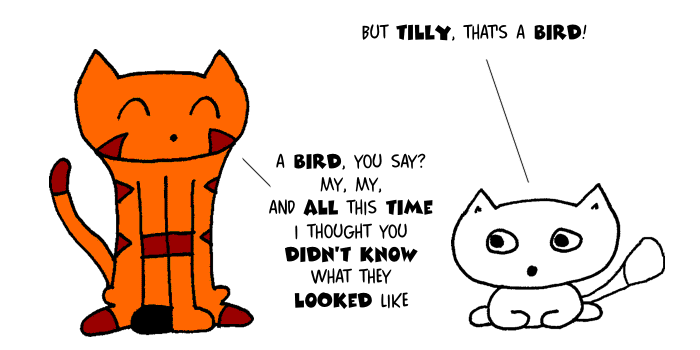 BUT TILLY, THAT'S A BIRD!
A BIRD, YOU SAY?
MY, MY,
AND ALL THIS TIME
I THOUGHT YOU
DIDN'T KNOW
WHAT THEY
LOOKED LIKE